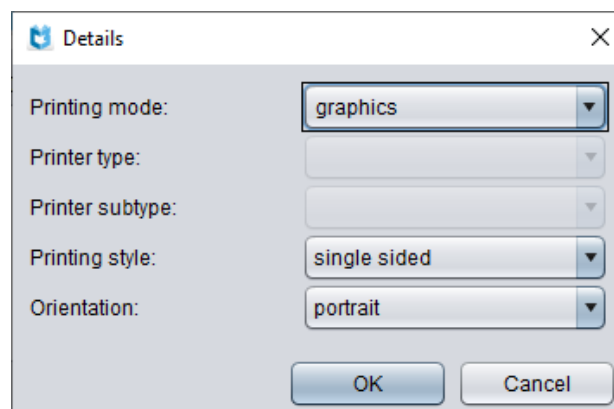 Details
Printing mode: graphics
Printer type:
Printer subtype:
Printing style: single sided
Orientation: portrait
OK Cancel